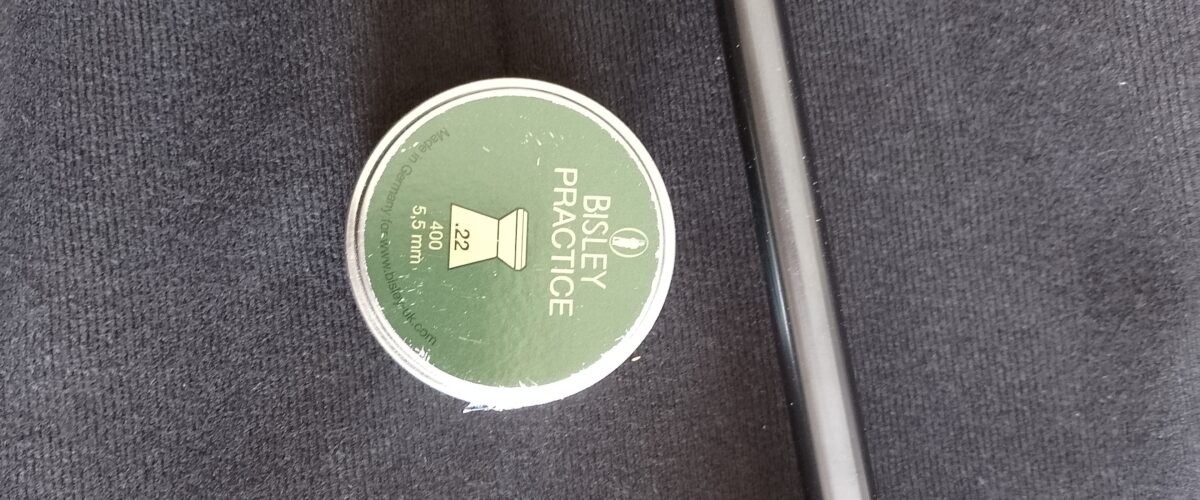 BISLEY
PRACTICE
.22
400
5,5 mm
Made in Germany for www.bisley-uk.com